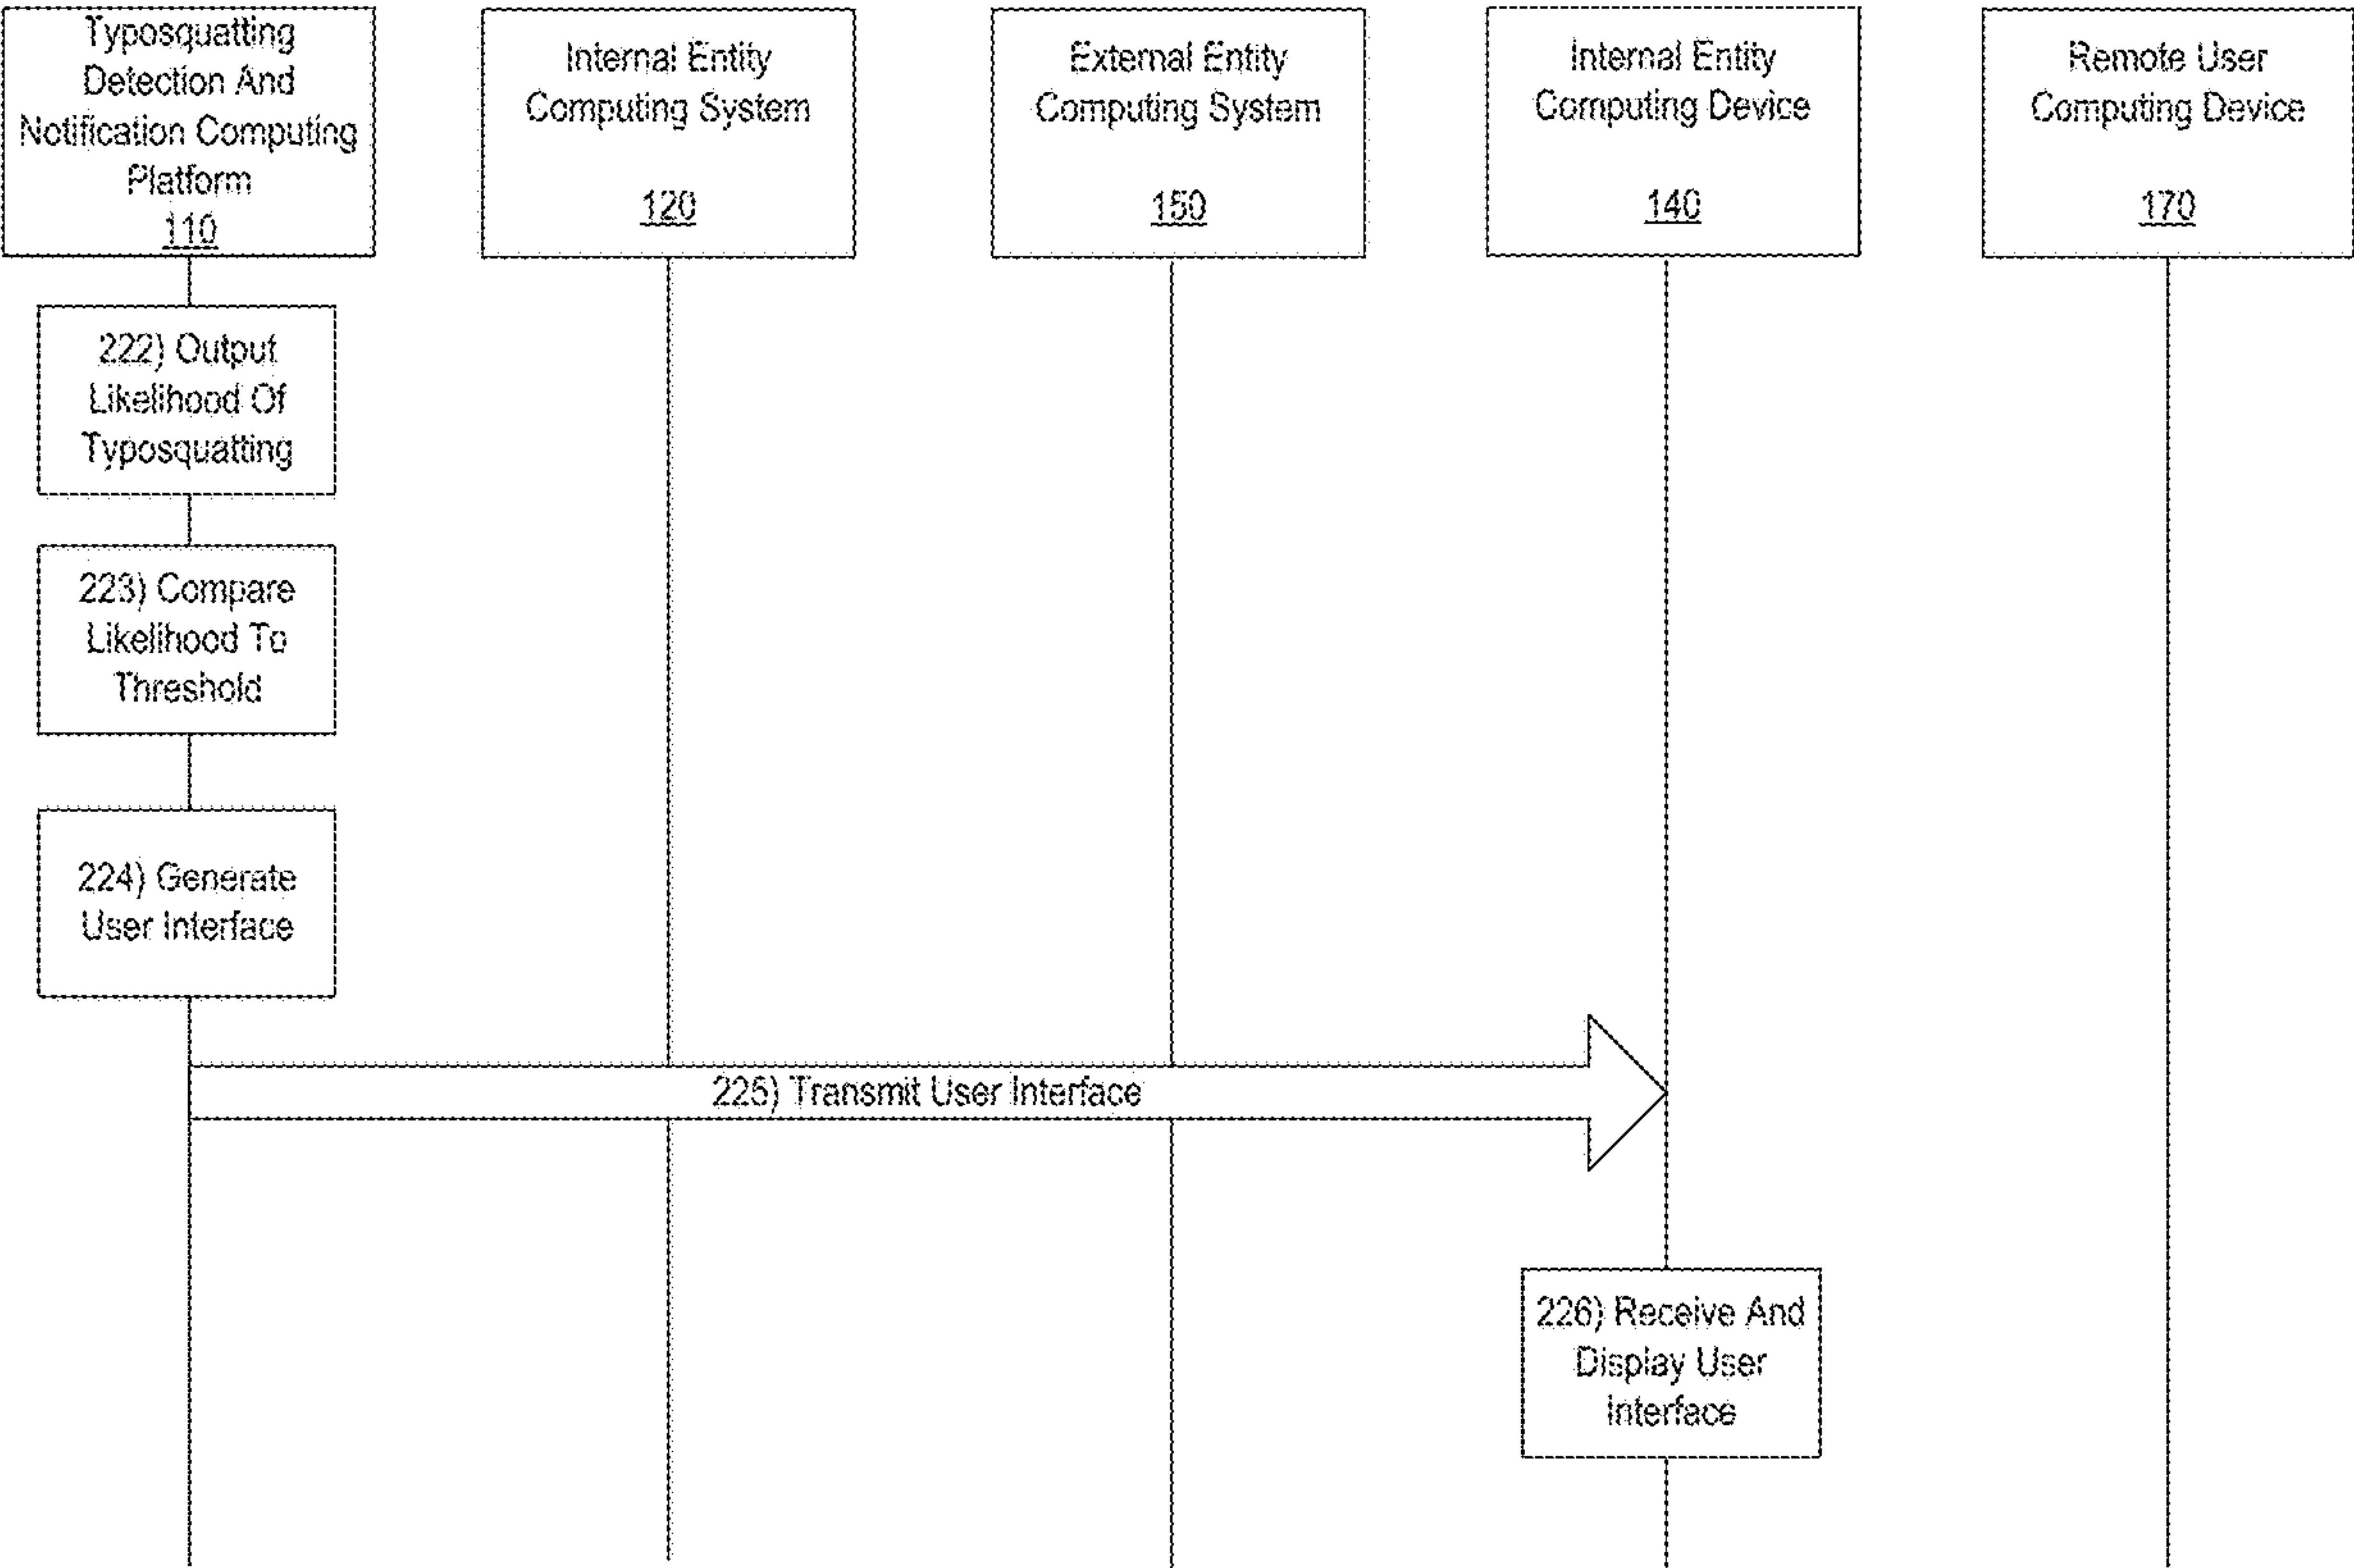 Typosquatting
Detection And
Notification Computing
Platform
110
Internal Entity
Computing System
120
External Entity
Computing System
150
Internal Entity
Computing Device
140
Remote User
Computing Device
170
222) Output
Likelihood Of
Typosquatting
223) Compare
Likelihood To
Threshold
224) Generate
User Interface
225) Transmit User Interface
226) Receive And
Display User
Interface